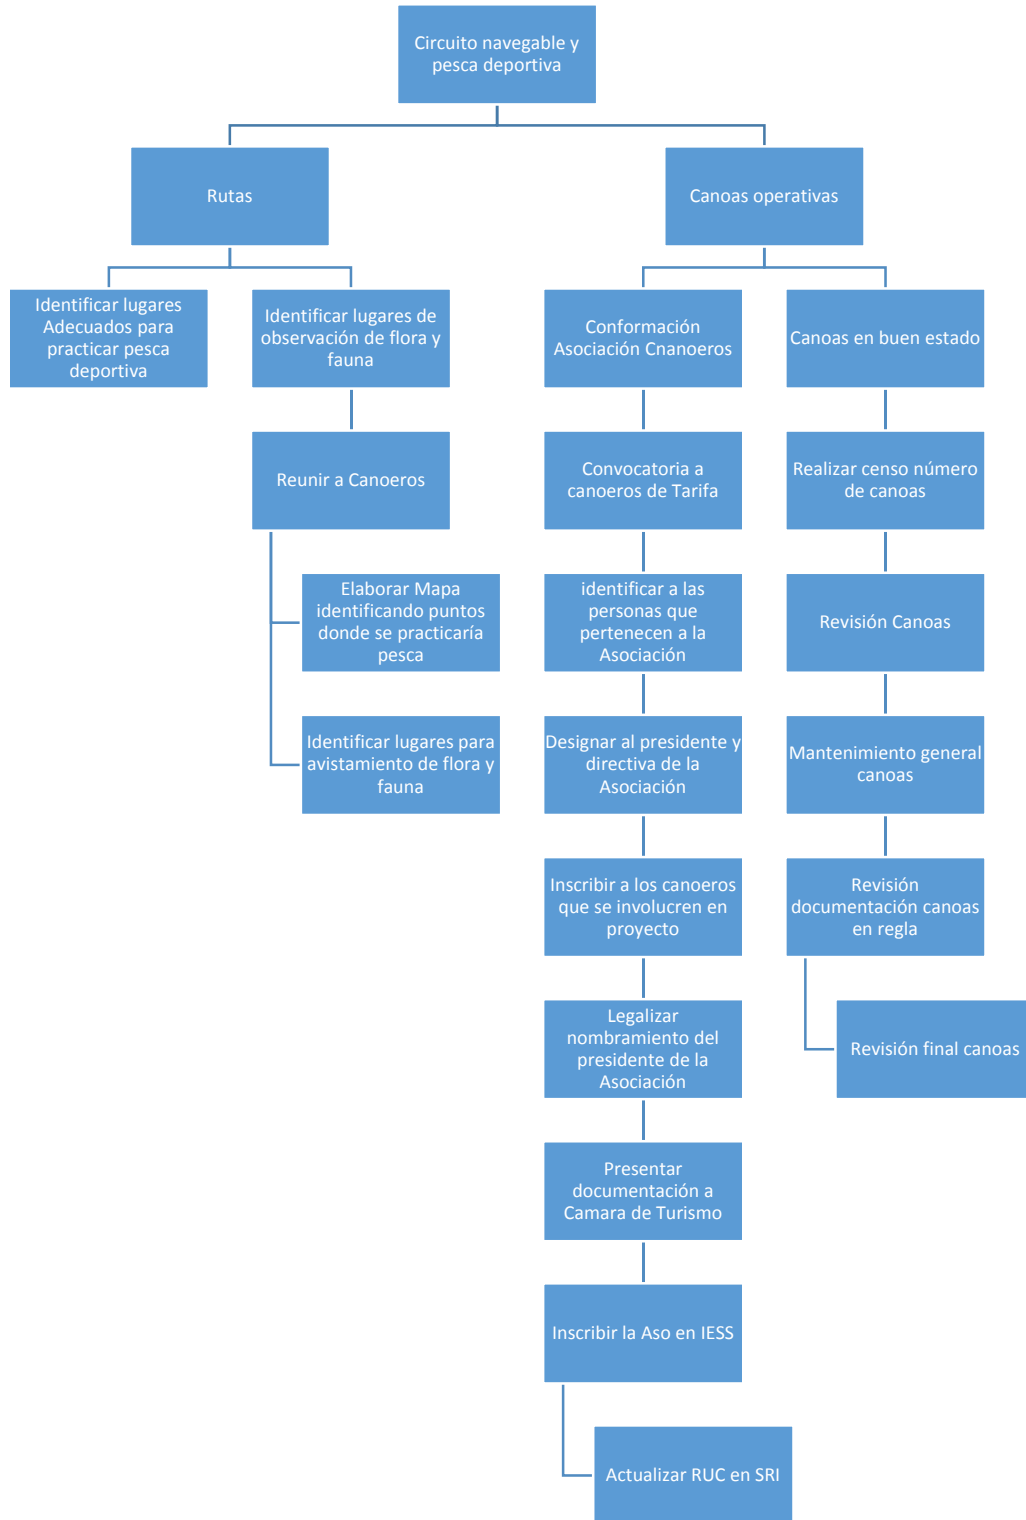 Circuito navegable y
pesca deportiva
Rutas
Canoas operativas
Identificar lugares
Adecuados para
practicar pesca
deportiva
Identificar lugares de
observación de flora y
fauna
Conformación
Asociación Cnanoeros
Canoas en buen estado
Reunir a Canoeros
Convocatoria a
canoeros de Tarifa
Realizar censo número
de canoas
Elaborar Mapa
identificando puntos
donde se practicaría
pesca
identificar a las
personas que
pertenecen a la
Asociación
Revisión Canoas
Identificar lugares para
avistamiento de flora y
fauna
Designar al presidente y
directiva de la
Asociación
Mantenimiento general
canoas
Inscribir a los canoeros
que se involucren en
proyecto
Revisión
documentación canoas
en regla
Legalizar
nombramiento del
presidente de la
Asociación
Revisión final canoas
Presentar
documentación a
Camara de Turismo
Inscribir la Aso en IESS
Actualizar RUC en SRI